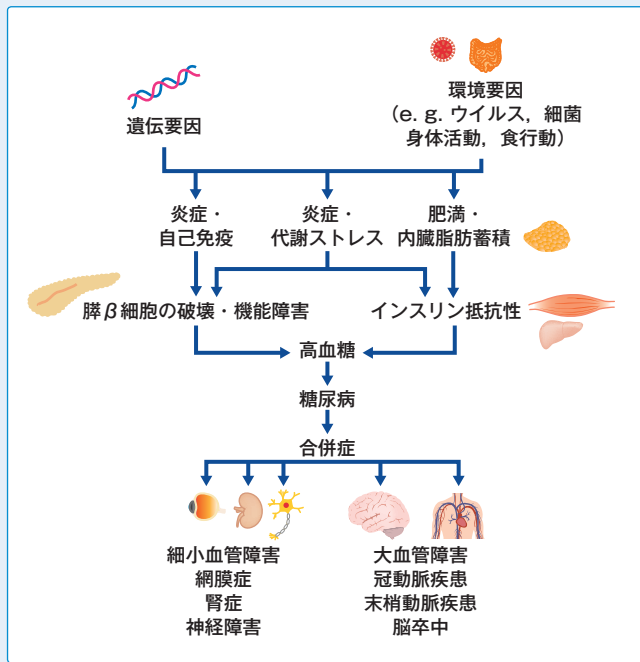 遺伝要因
環境要因
（e. g. ウイルス，細菌
身体活動，食行動）
炎症・
自己免疫
炎症・
代謝ストレス
肥満・
内臓脂肪蓄積
膵β細胞の破壊・機能障害
インスリン抵抗性
高血糖
糖尿病
合併症
細小血管障害
網膜症
腎症
神経障害
大血管障害
冠動脈疾患
末梢動脈疾患
脳卒中